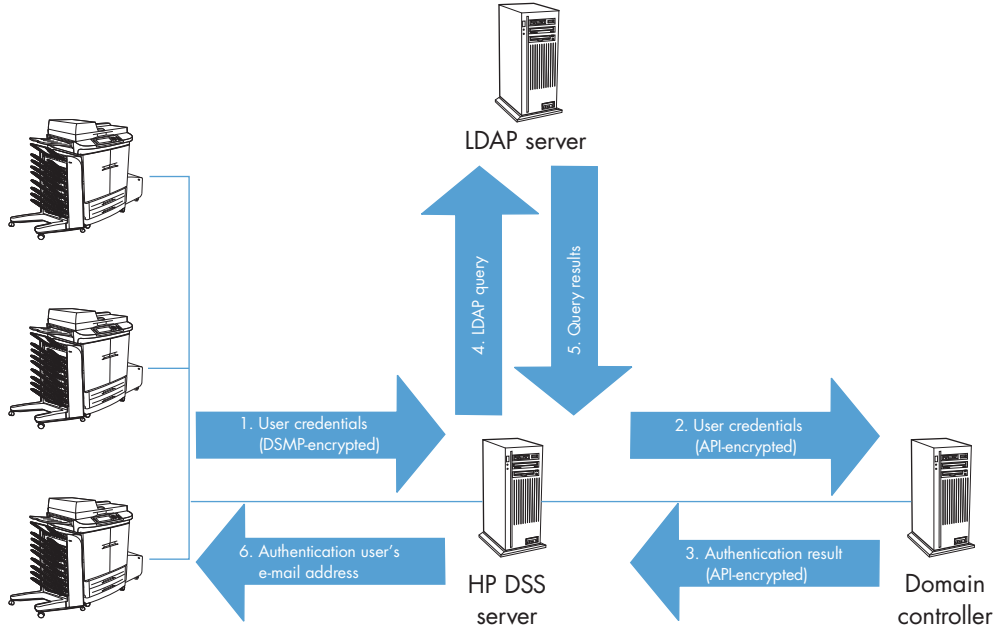 LDAP server
4. LDAP query
5. Query results
1. User credentials
(DSMP-encrypted)
2. User credentials
(API-encrypted)
6. Authentication user's
e-mail address
3. Authentication result
(API-encrypted)
HP DSS
server
Domain
controller